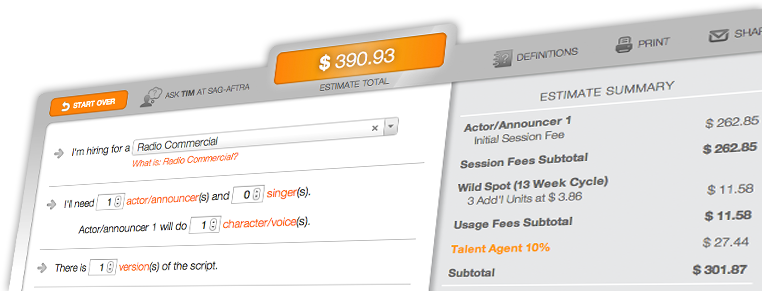 $ 390.93
ESTIMATE TOTAL
START OVER
ASK TIM AT SAG-AFTRA
DEFINITIONS
PRINT
I'm hiring for a Radio Commercial
What is: Radio Commercial?
I'll need 1 actor/announcer(s) and 0 singer(s).
Actor/announcer 1 will do 1 character/voice(s).
There is 1 version(s) of the script.
ESTIMATE SUMMARY
Actor/Announcer 1
Initial Session Fee $ 262.85
Session Fees Subtotal $ 262.85
Wild Spot (13 Week Cycle)
3 Add'l Units at $ 3.86 $ 11.58
Usage Fees Subtotal $ 11.58
Talent Agent 10% $ 27.44
Subtotal $ 301.87